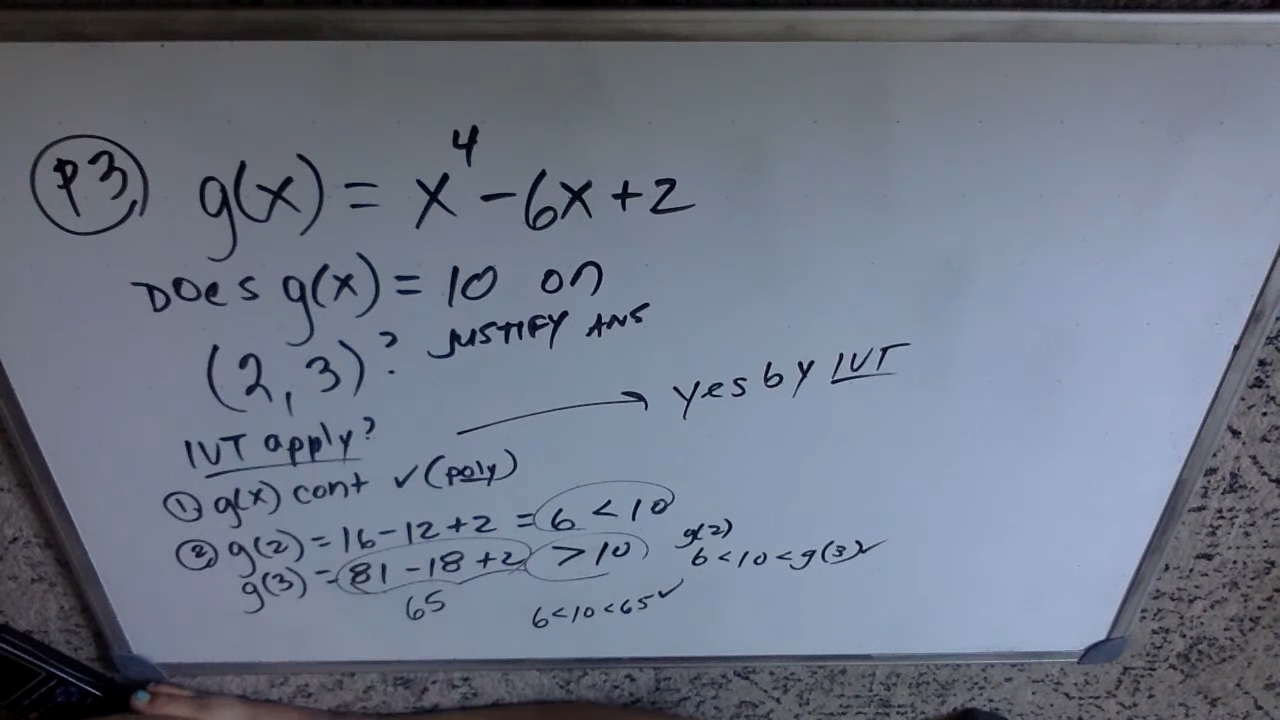 P3) g(x) = x⁴ - 6x + 2
Does g(x) = 10 on
(2, 3)? JUSTIFY ANS
IVT apply? → yes by IVT
① g(x) cont ✓ (poly)
② g(2) = 16 - 12 + 2 = 6 < 10
g(3) = 81 - 18 + 2 > 10
65
6 < 10 < 65 ✓
g(2)
6 < 10 < g(3) ✓